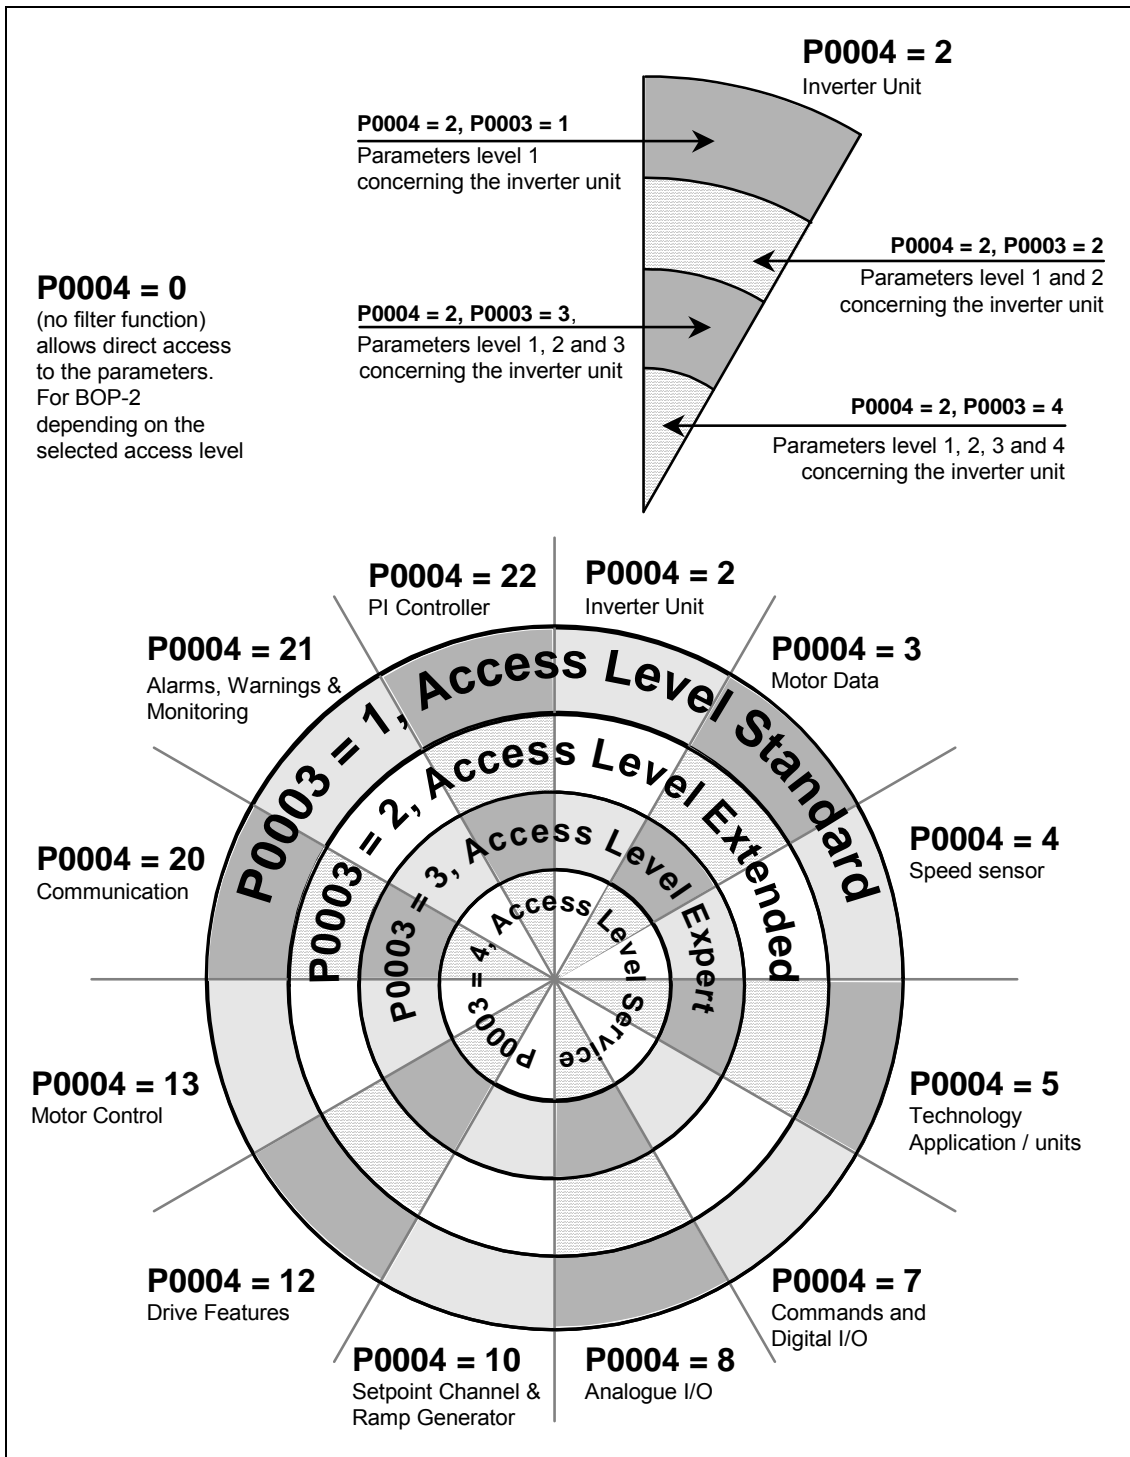 P0004 = 2
Inverter Unit
P0004 = 2, P0003 = 1
Parameters level 1
concerning the inverter unit
P0004 = 2, P0003 = 2
Parameters level 1 and 2
concerning the inverter unit
P0004 = 0
(no filter function)
allows direct access
to the parameters.
For BOP-2
depending on the
selected access level
P0004 = 2, P0003 = 3,
Parameters level 1, 2 and 3
concerning the inverter unit
P0004 = 2, P0003 = 4
Parameters level 1, 2, 3 and 4
concerning the inverter unit
P0004 = 22
PI Controller
P0004 = 2
Inverter Unit
P0004 = 21
Alarms, Warnings &
Monitoring
P0004 = 3
Motor Data
P0003 = 1, Access Level Standard
P0003 = 2, Access Level Extended
P0003 = 3, Access Level Expert
P0003 = 4, Access Level Service
P0004 = 20
Communication
P0004 = 4
Speed sensor
P0004 = 13
Motor Control
P0004 = 5
Technology
Application / units
P0004 = 12
Drive Features
P0004 = 7
Commands and
Digital I/O
P0004 = 10
Setpoint Channel &
Ramp Generator
P0004 = 8
Analogue I/O